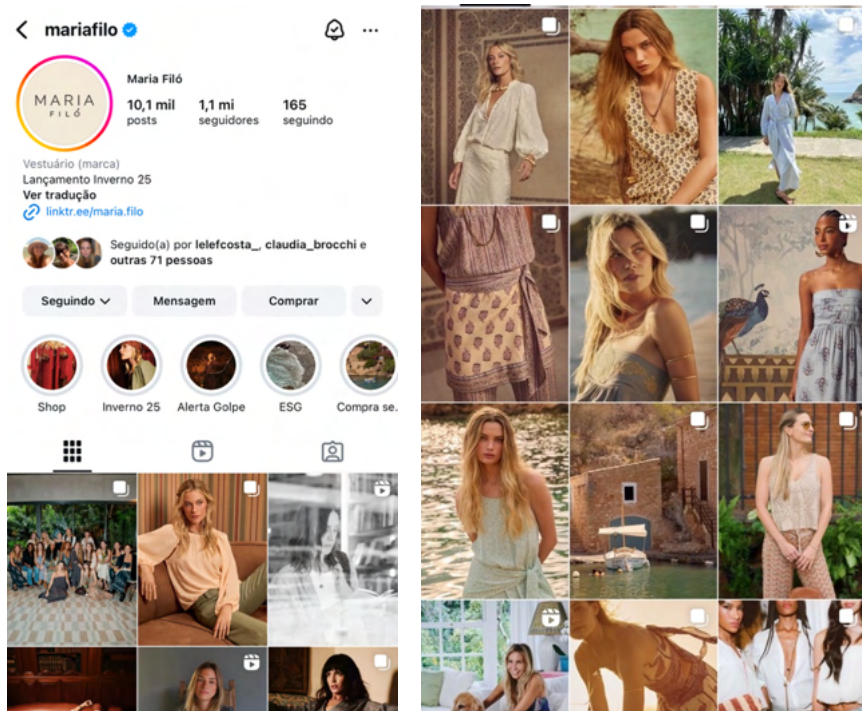 mariafilo
MARIA
FILÓ
Maria Filó
10,1 mil 1,1 mi 165
posts seguidores seguindo
Vestuário (marca)
Lançamento Inverno 25
Ver tradução
linktr.ee/maria.filo
Seguido(a) por lelefcosta_, claudia_brocchi e
outras 71 pessoas
Seguindo Mensagem Comprar
Shop Inverno 25 Alerta Golpe ESG Compra se.